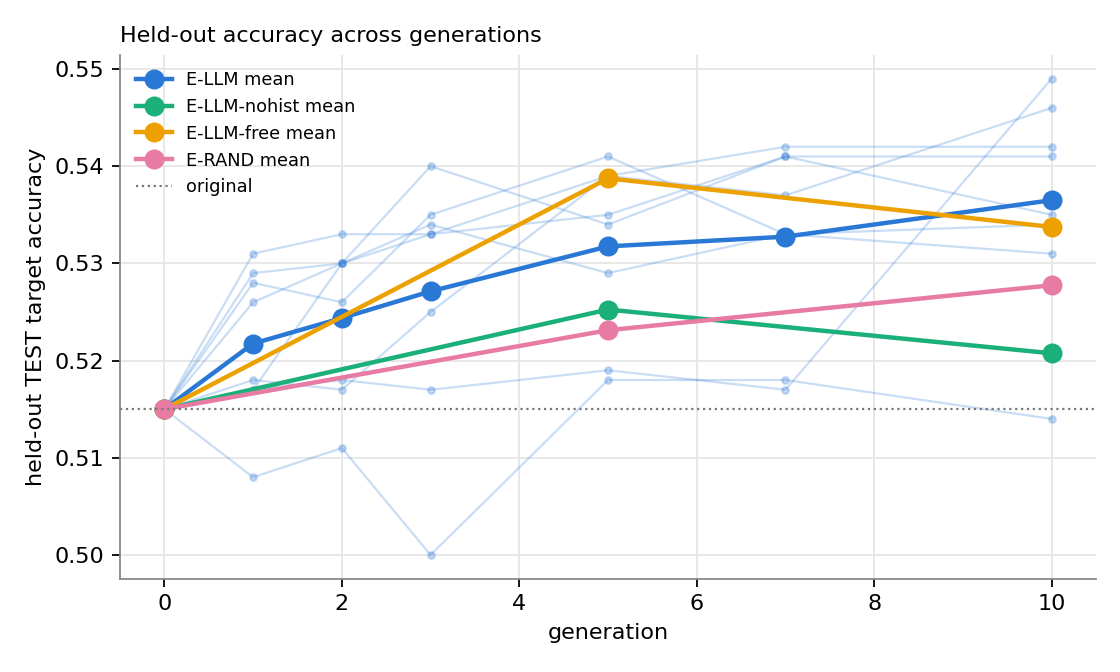 Held-out accuracy across generations
E-LLM mean
E-LLM-nohist mean
E-LLM-free mean
E-RAND mean
original
held-out TEST target accuracy
0.55
0.54
0.53
0.52
0.51
0.50
0
2
4
6
8
10
generation